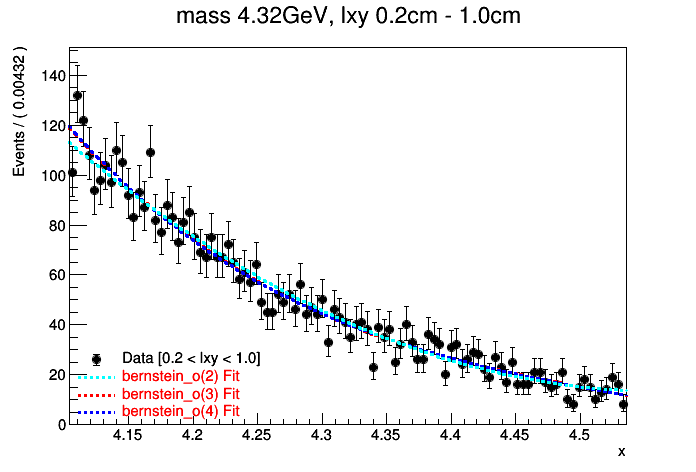 mass 4.32GeV, lxy 0.2cm - 1.0cm
Events / ( 0.00432 )
140
120
100
80
60
40
20
0
Data [0.2 < lxy < 1.0]
bernstein_o(2) Fit
bernstein_o(3) Fit
bernstein_o(4) Fit
4.15 4.2 4.25 4.3 4.35 4.4 4.45 4.5
x